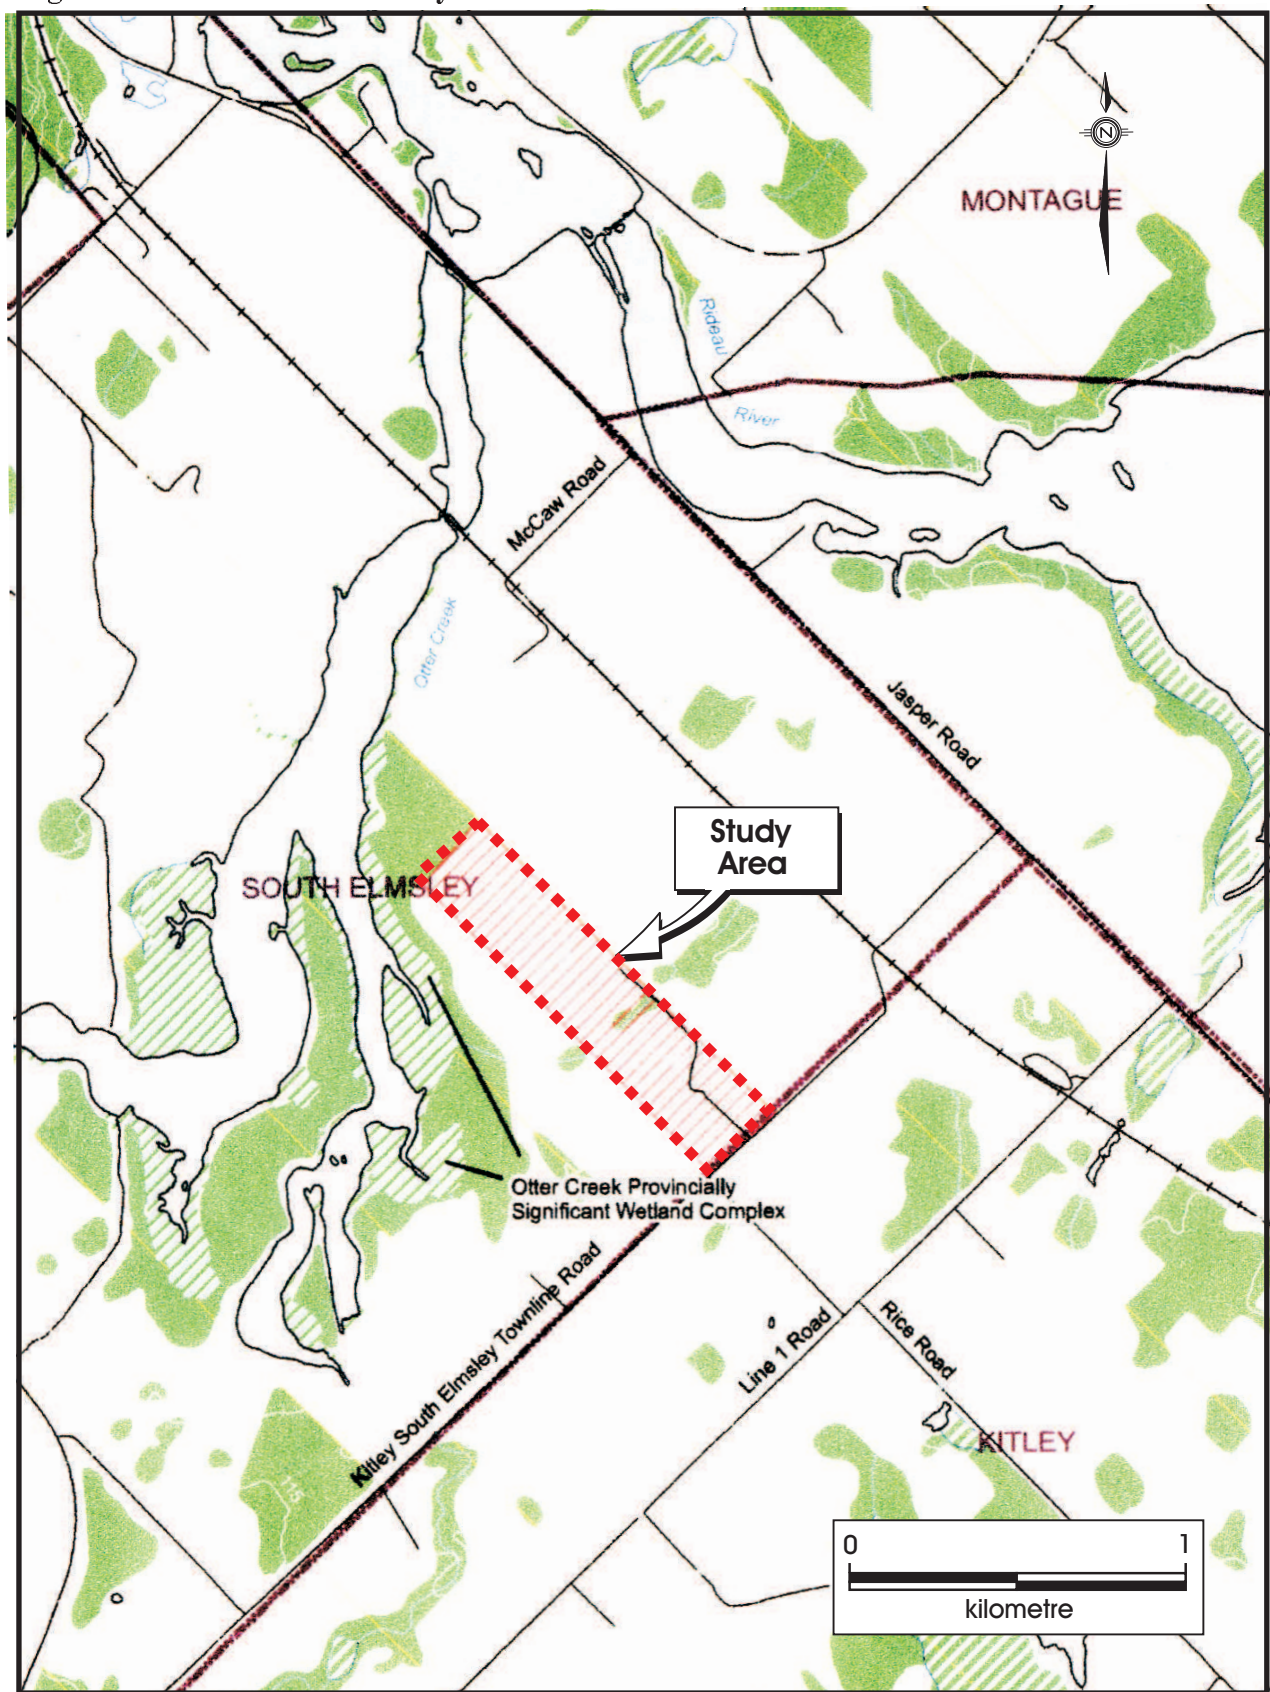 MONTAGUE
N
Rideau
River
McCaw Road
Otter Creek
Jasper Road
Study
Area
SOUTH ELMSLEY
Otter Creek Provincially
Significant Wetland Complex
Kitley South Elmsley Townline Road
Line 1 Road
Rice Road
KITLEY
15
0 1
kilometre